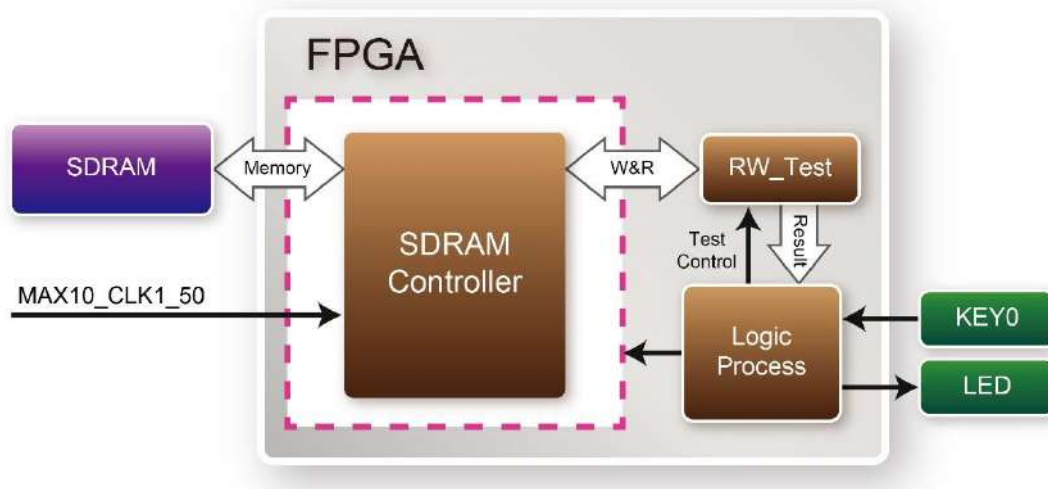 FPGA
SDRAM
Memory
SDRAM
Controller
W&R
RW_Test
Test
Control
Result
MAX10_CLK1_50
Logic
Process
KEY0
LED